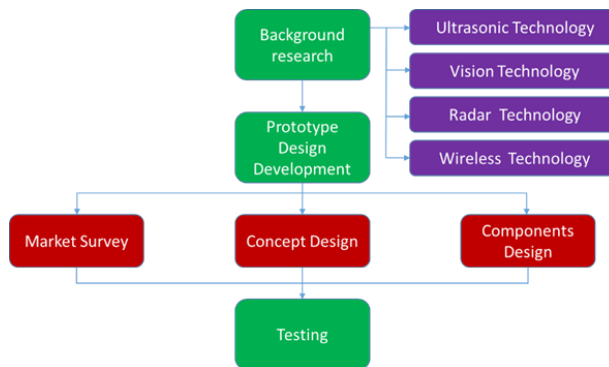 Background
research
Ultrasonic Technology
Vision Technology
Radar Technology
Wireless Technology
Prototype
Design
Development
Market Survey
Concept Design
Components
Design
Testing